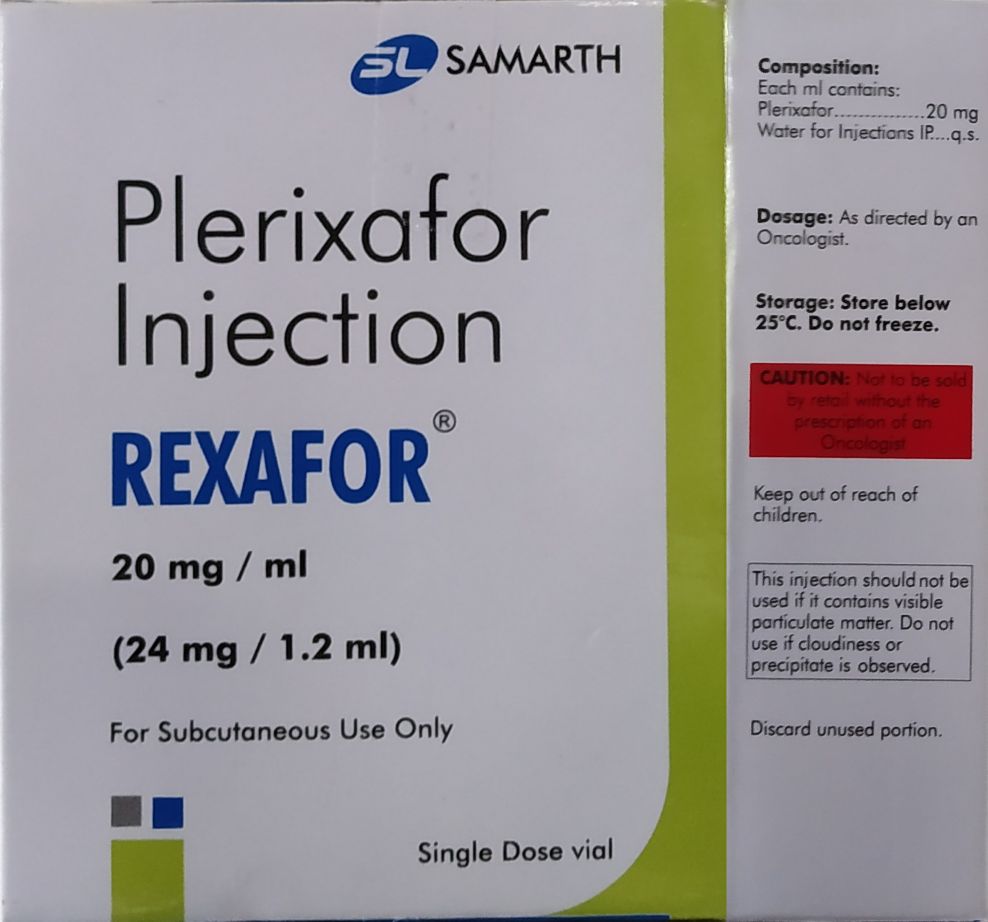 SL SAMARTH
Plerixafor
Injection
REXAFOR®
20 mg / ml
(24 mg / 1.2 ml)
For Subcutaneous Use Only
Single Dose vial
Composition:
Each ml contains:
Plerixafor...............20 mg
Water for Injections IP....q.s.
Dosage: As directed by an
Oncologist.
Storage: Store below
25°C. Do not freeze.
CAUTION: Not to be sold
by retail without the
prescription of an
Oncologist
Keep out of reach of
children.
This injection should not be
used if it contains visible
particulate matter. Do not
use if cloudiness or
precipitate is observed.
Discard unused portion.